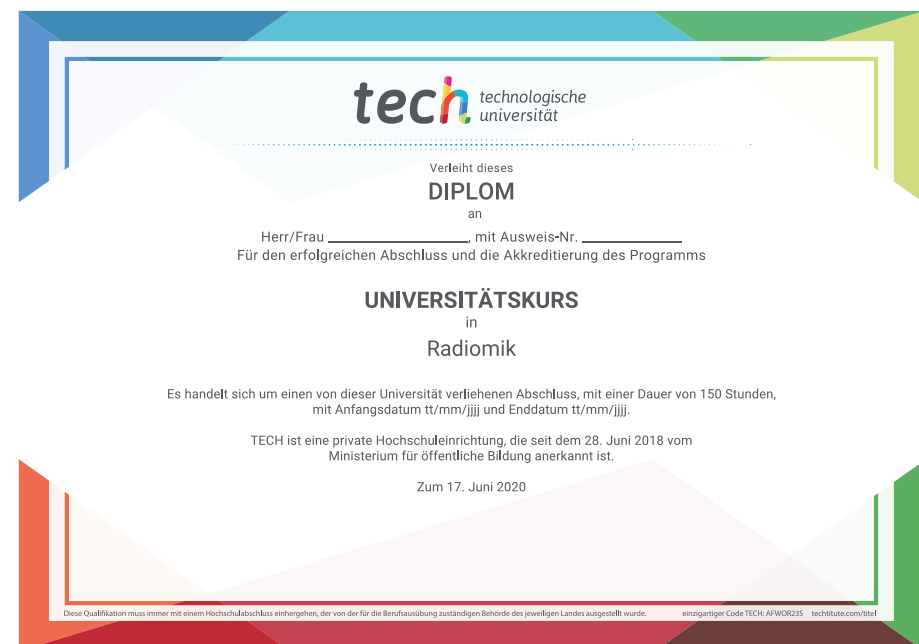 tech technologische
universität
Verleiht dieses
DIPLOM
an
Herr/Frau ____________________, mit Ausweis-Nr. ______________
Für den erfolgreichen Abschluss und die Akkreditierung des Programms
UNIVERSITÄTSKURS
in
Radiomik
Es handelt sich um einen von dieser Universität verliehenen Abschluss, mit einer Dauer von 150 Stunden,
mit Anfangsdatum tt/mm/jjjj und Enddatum tt/mm/jjjj.
TECH ist eine private Hochschuleinrichtung, die seit dem 28. Juni 2018 vom
Ministerium für öffentliche Bildung anerkannt ist.
Zum 17. Juni 2020
Diese Qualifikation muss immer mit einem Hochschulabschluss einhergehen, der von der für die Berufsausübung zuständigen Behörde des jeweiligen Landes ausgestellt wurde. einzigartiger Code TECH: AFWOR23S techtitute.com/titel